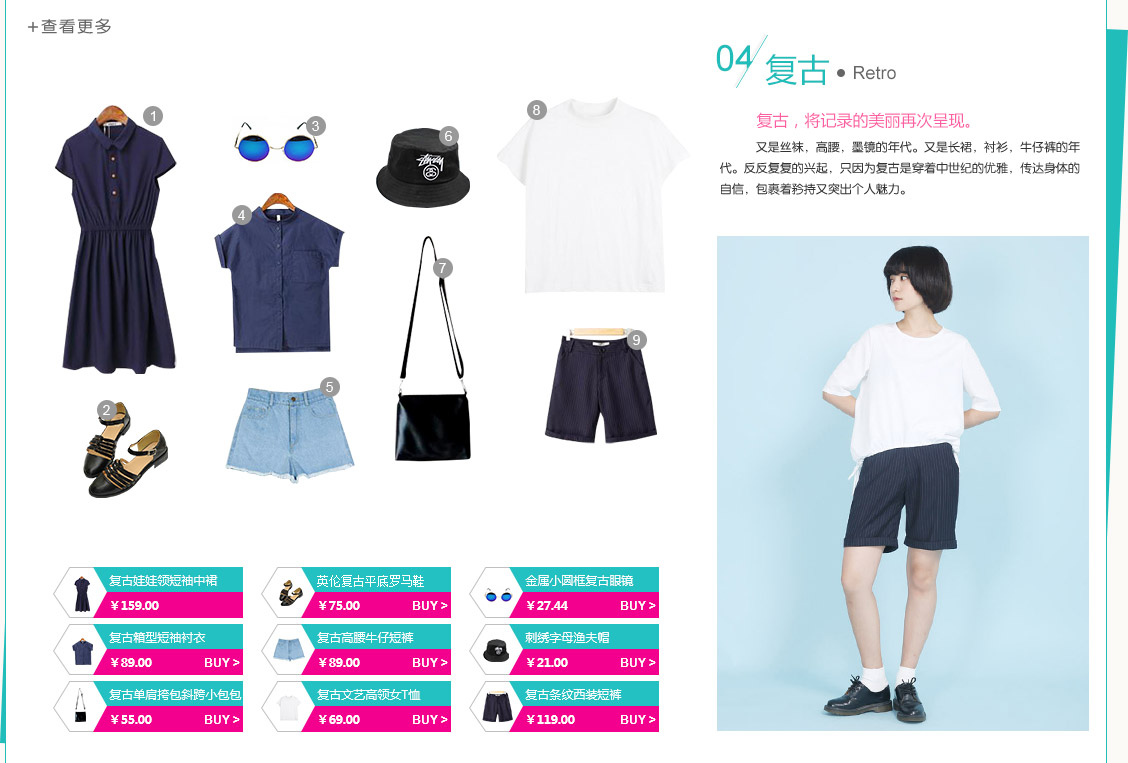 +查看更多
04 复古 ● Retro
复古，将记录的美丽再次呈现。
又是丝袜，高腰，墨镜的年代。又是长裙，衬衫，牛仔裤的年
代。反反复复的兴起，只因为复古是穿着中世纪的优雅，传达身体的
自信，包裹着矜持又突出个人魅力。
1
3
6
8
4
7
9
5
2
Stussy
复古娃娃领短袖中裙
¥159.00
英伦复古平底罗马鞋
¥75.00 BUY >
金属小圆框复古眼镜
¥27.44 BUY >
复古箱型短袖衬衣
¥89.00 BUY >
复古高腰牛仔短裤
¥89.00 BUY >
刺绣字母渔夫帽
¥21.00 BUY >
复古单肩挎包斜跨小包包
¥55.00 BUY >
复古文艺高领女T恤
¥69.00 BUY >
复古条纹西装短裤
¥119.00 BUY >